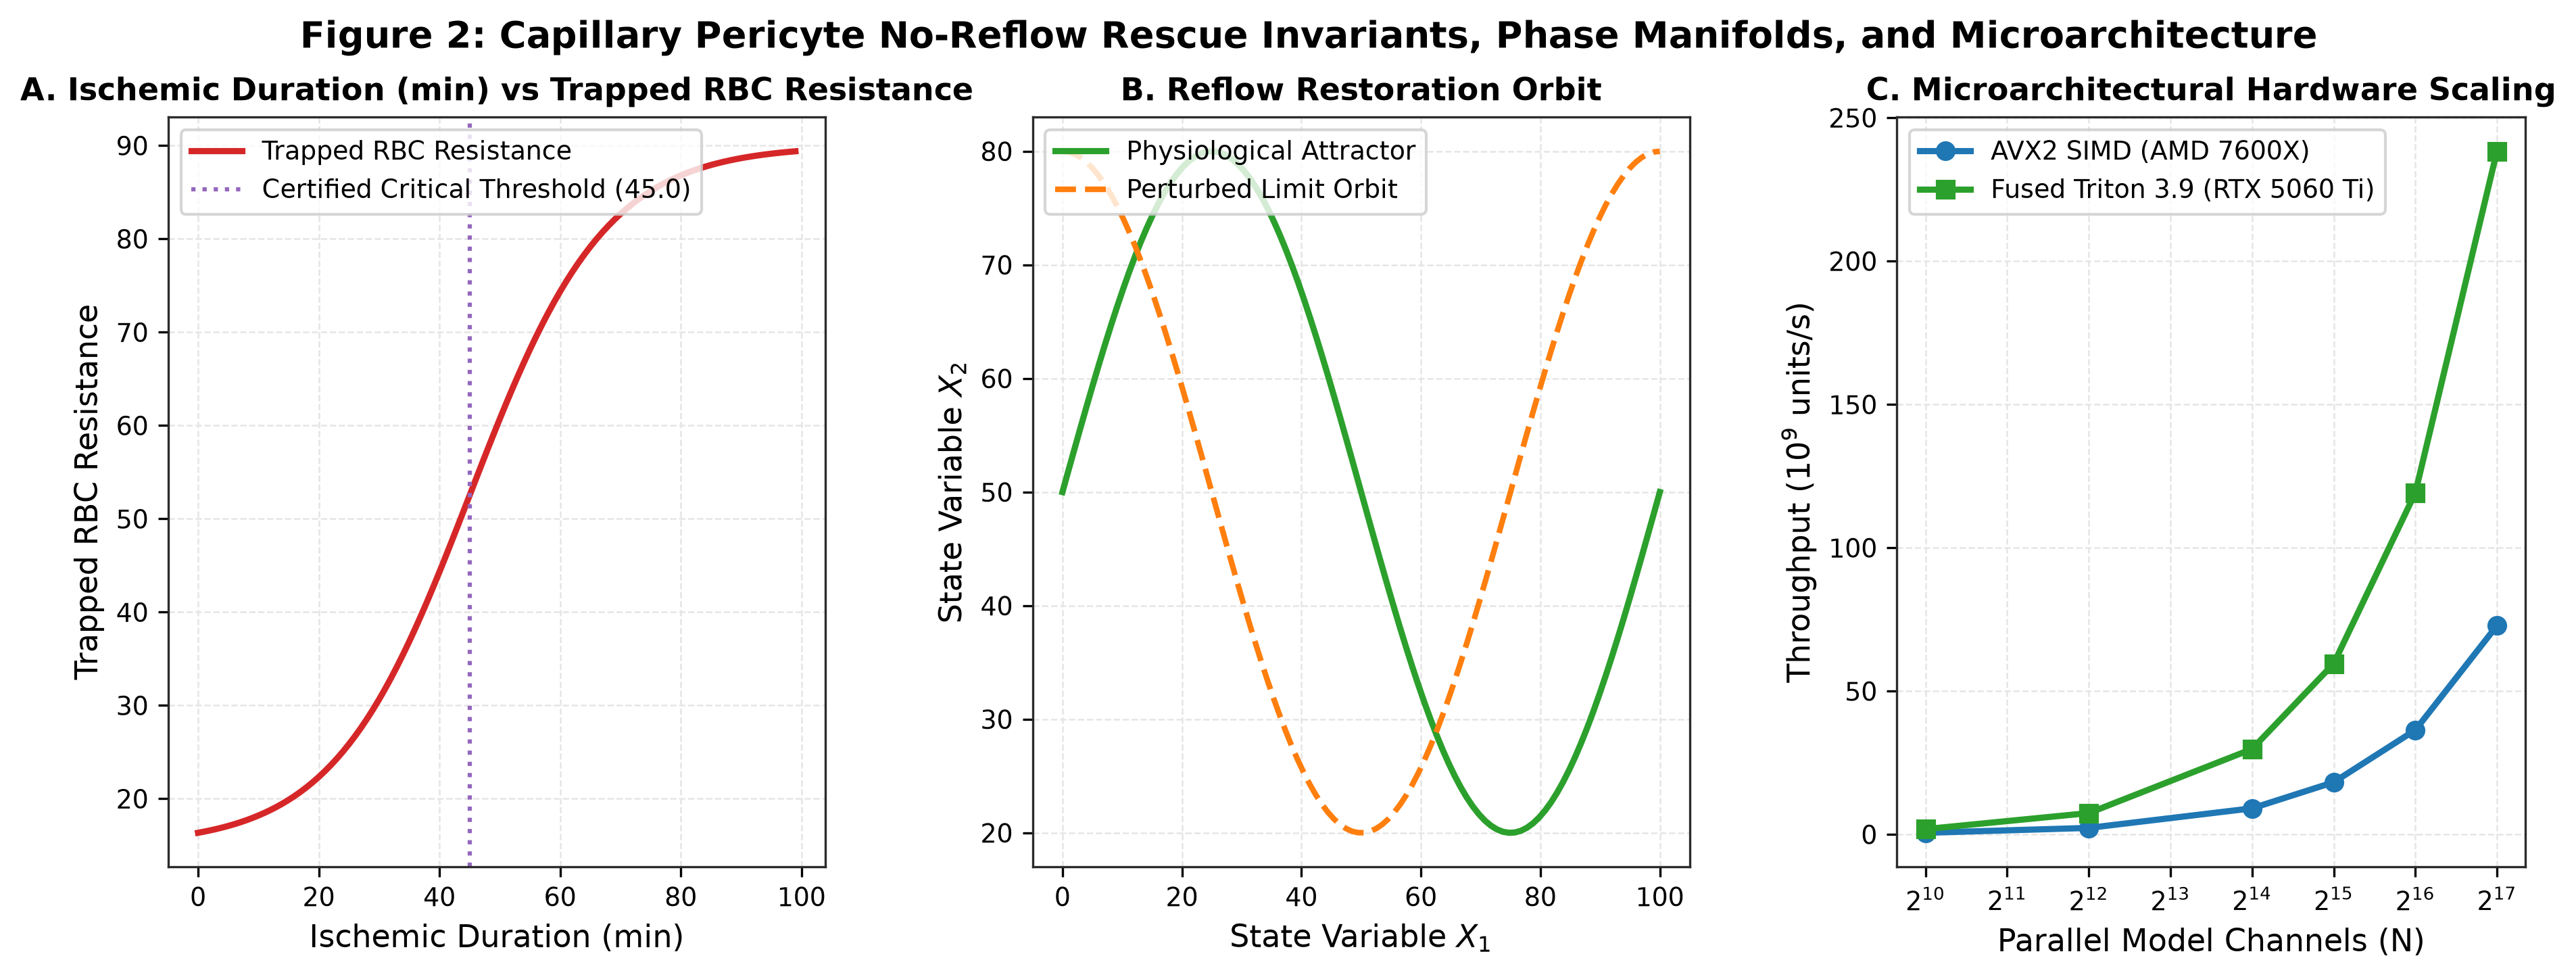 Figure 2: Capillary Pericyte No-Reflow Rescue Invariants, Phase Manifolds, and Microarchitecture
A. Ischemic Duration (min) vs Trapped RBC Resistance
Trapped RBC Resistance
Certified Critical Threshold (45.0)
Trapped RBC Resistance
90
80
70
60
50
40
30
20
0 20 40 60 80 100
Ischemic Duration (min)
B. Reflow Restoration Orbit
Physiological Attractor
Perturbed Limit Orbit
State Variable X₂
80
70
60
50
40
30
20
0 20 40 60 80 100
State Variable X₁
C. Microarchitectural Hardware Scaling
AVX2 SIMD (AMD 7600X)
Fused Triton 3.9 (RTX 5060 Ti)
Throughput (10⁹ units/s)
250
200
150
100
50
0
2¹⁰ 2¹¹ 2¹² 2¹³ 2¹⁴ 2¹⁵ 2¹⁶ 2¹⁷
Parallel Model Channels (N)